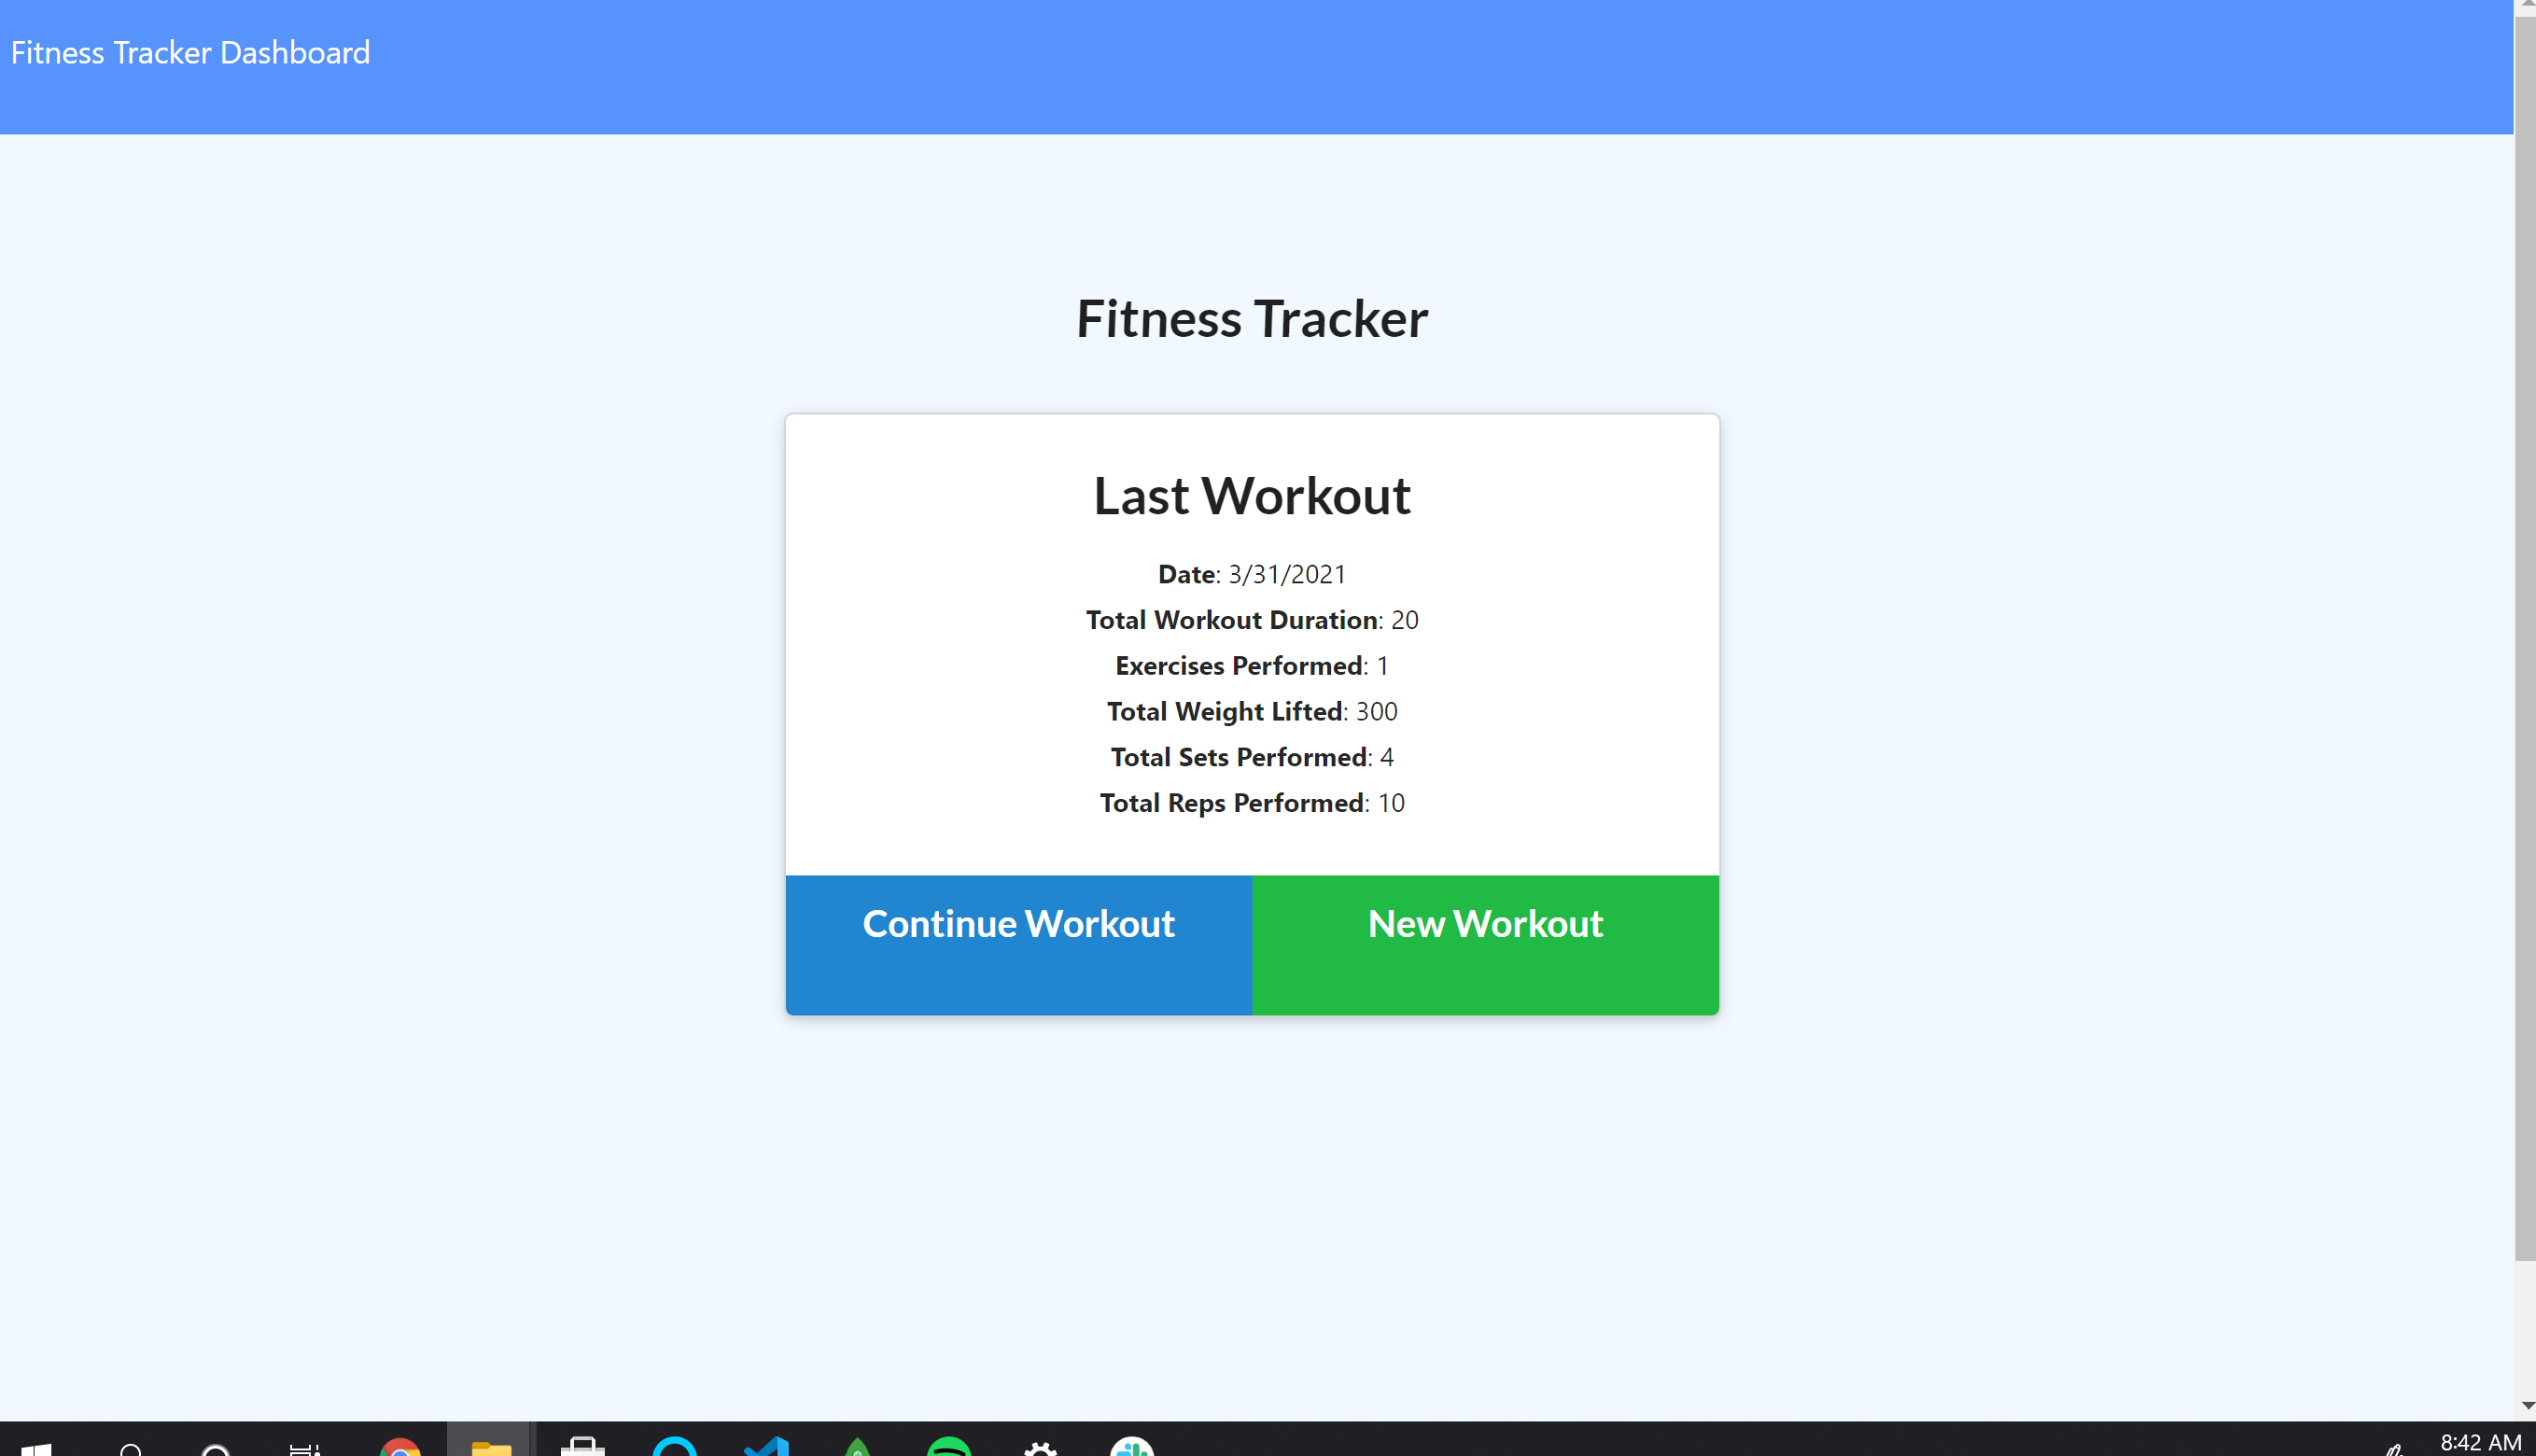 Fitness Tracker Dashboard
Fitness Tracker
Last Workout
Date: 3/31/2021
Total Workout Duration: 20
Exercises Performed: 1
Total Weight Lifted: 300
Total Sets Performed: 4
Total Reps Performed: 10
Continue Workout New Workout
8:42 AM